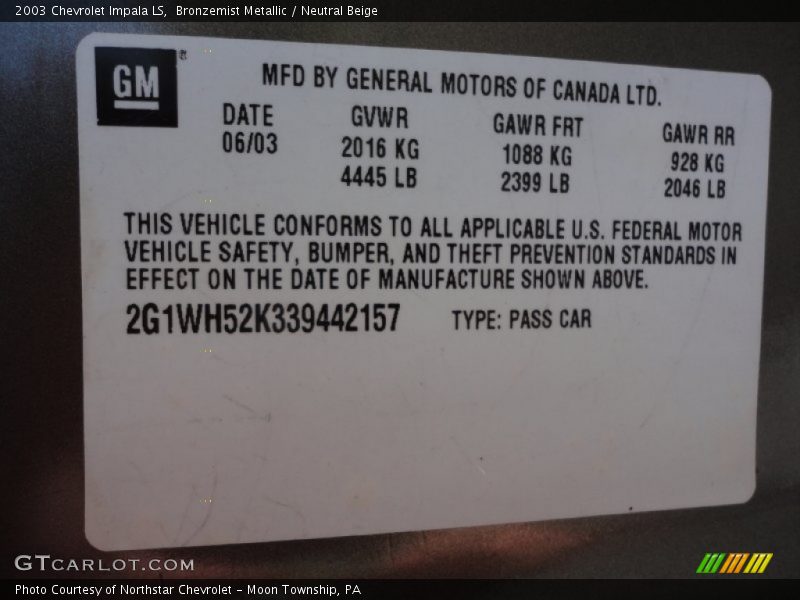 2003 Chevrolet Impala LS, Bronzemist Metallic / Neutral Beige
GM ®
MFD BY GENERAL MOTORS OF CANADA LTD.
DATE GVWR GAWR FRT GAWR RR
06/03 2016 KG 1088 KG 928 KG
4445 LB 2399 LB 2046 LB
THIS VEHICLE CONFORMS TO ALL APPLICABLE U.S. FEDERAL MOTOR
VEHICLE SAFETY, BUMPER, AND THEFT PREVENTION STANDARDS IN
EFFECT ON THE DATE OF MANUFACTURE SHOWN ABOVE.
2G1WH52K339442157 TYPE: PASS CAR
GTCARLOT.COM
Photo Courtesy of Northstar Chevrolet - Moon Township, PA